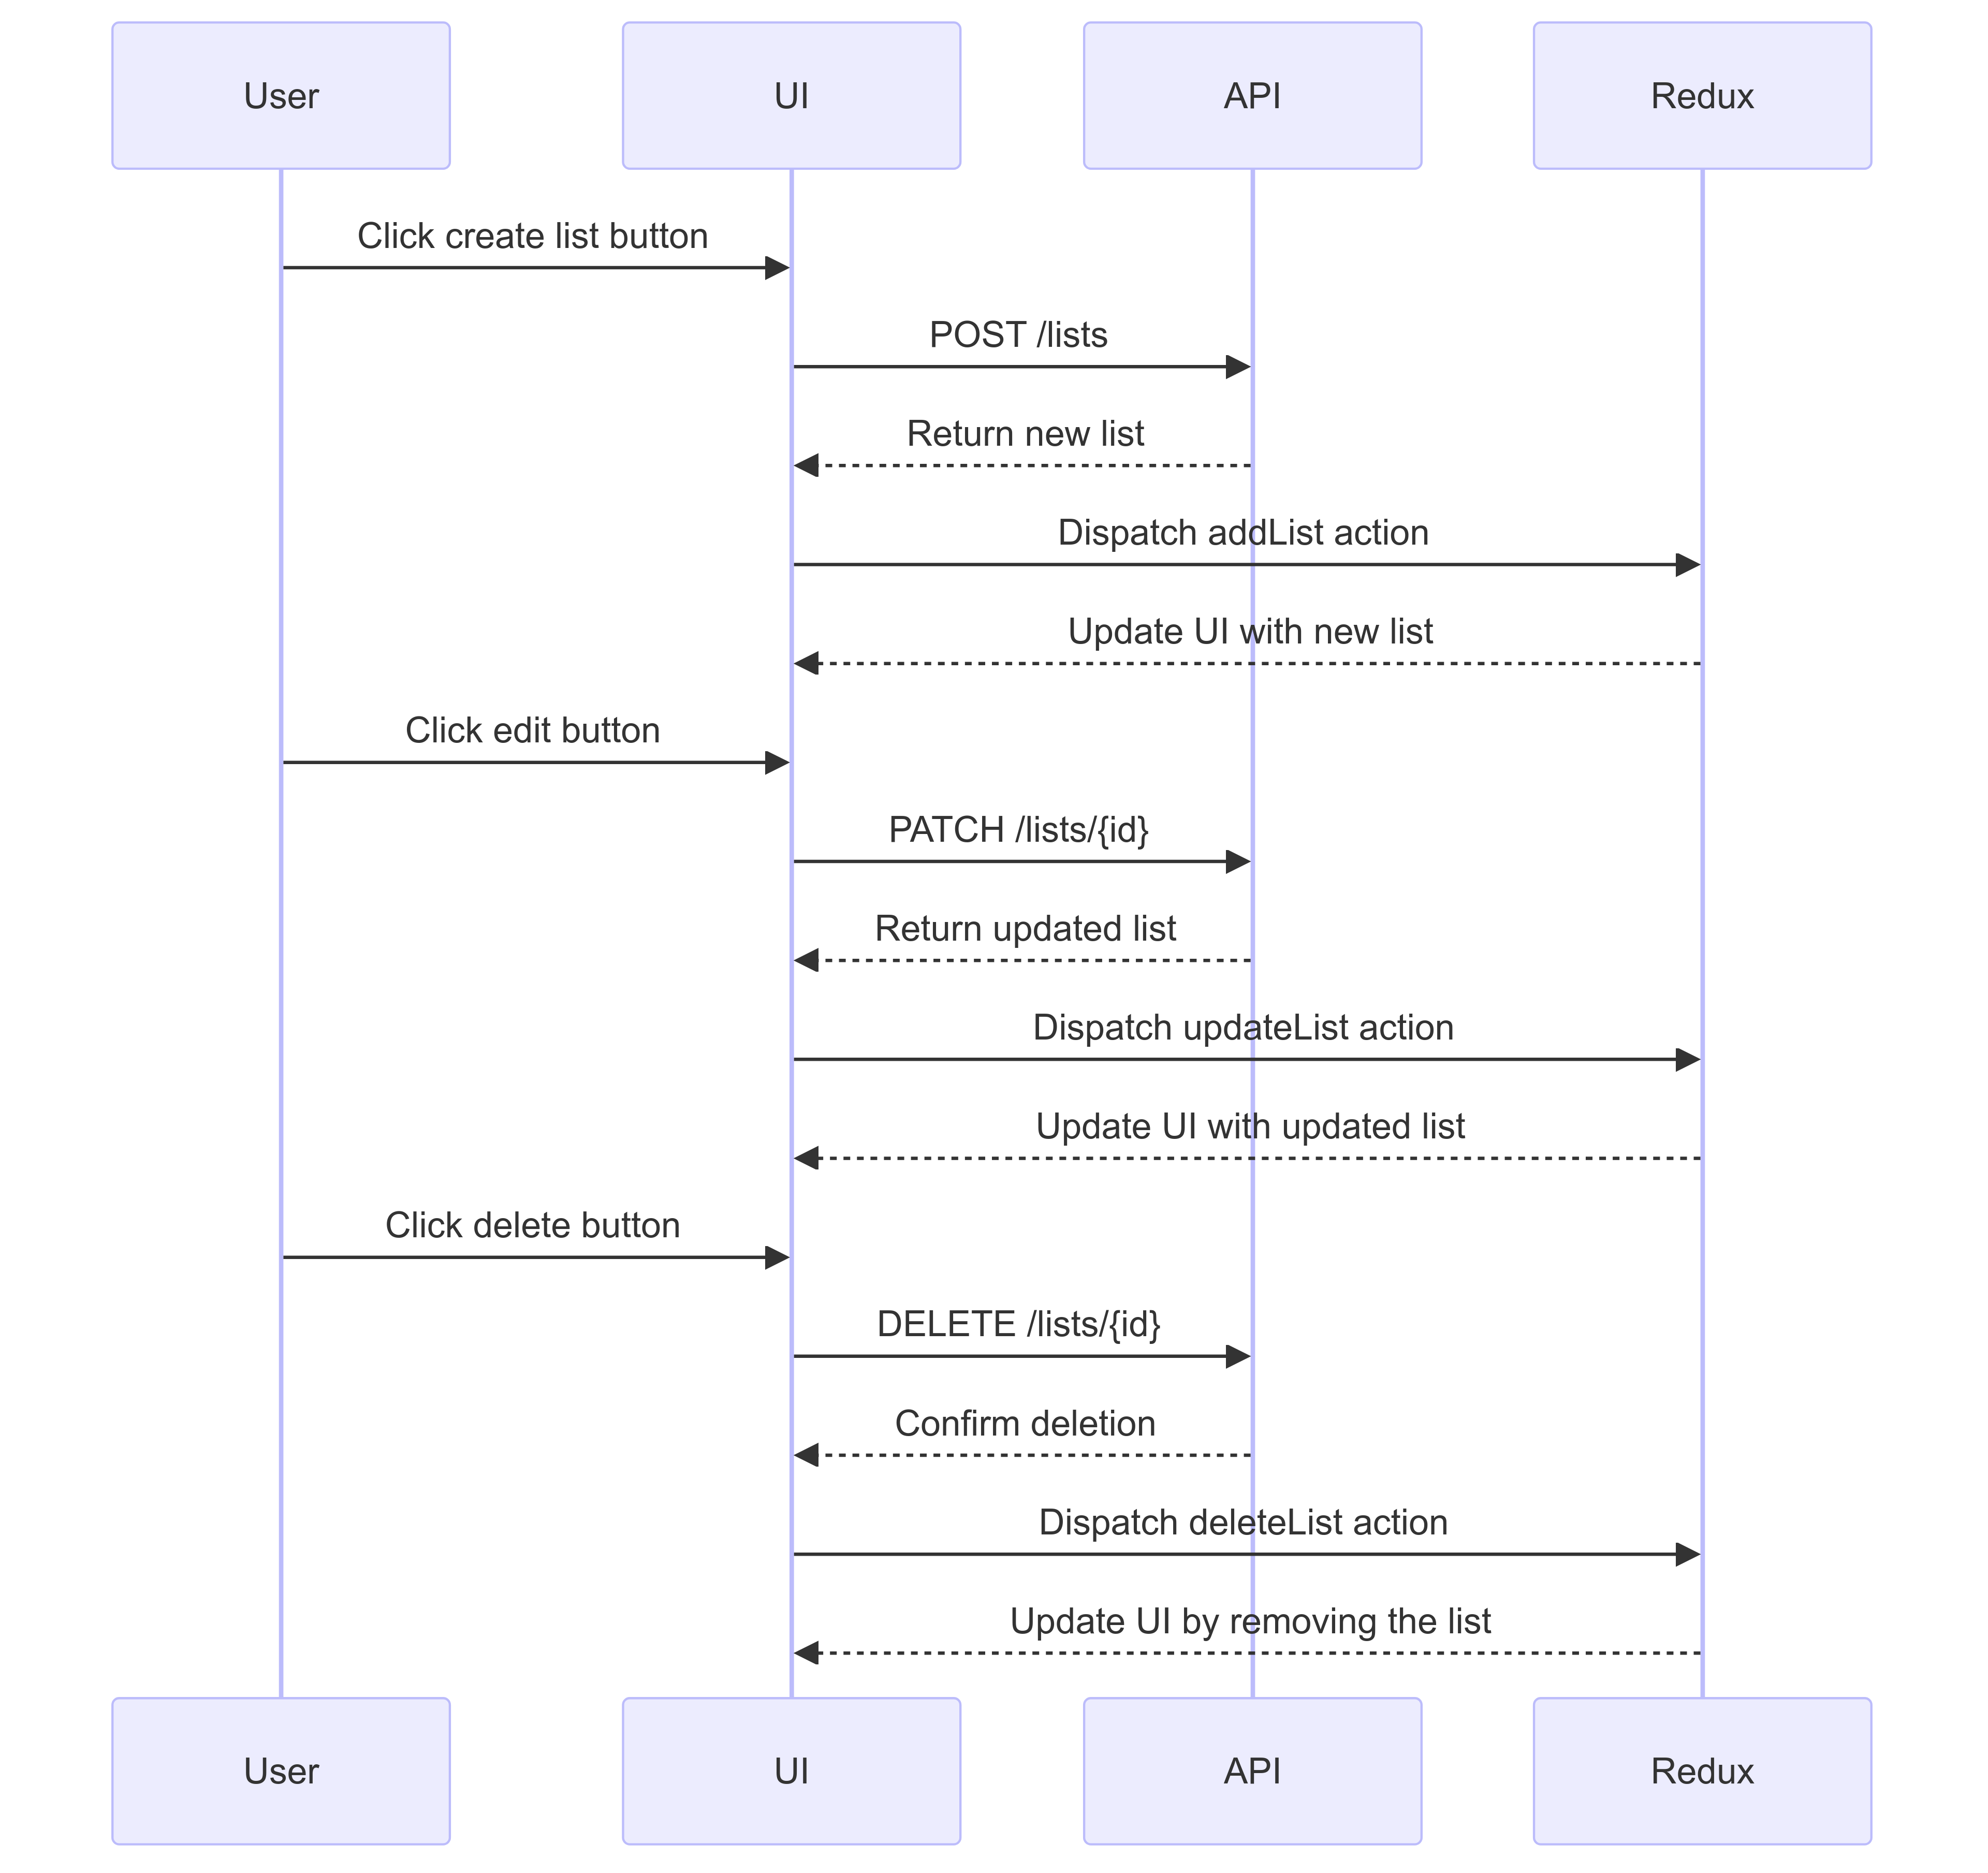 User
UI
API
Redux
Click create list button
POST /lists
Return new list
Dispatch addList action
Update UI with new list
Click edit button
PATCH /lists/{id}
Return updated list
Dispatch updateList action
Update UI with updated list
Click delete button
DELETE /lists/{id}
Confirm deletion
Dispatch deleteList action
Update UI by removing the list
User
UI
API
Redux